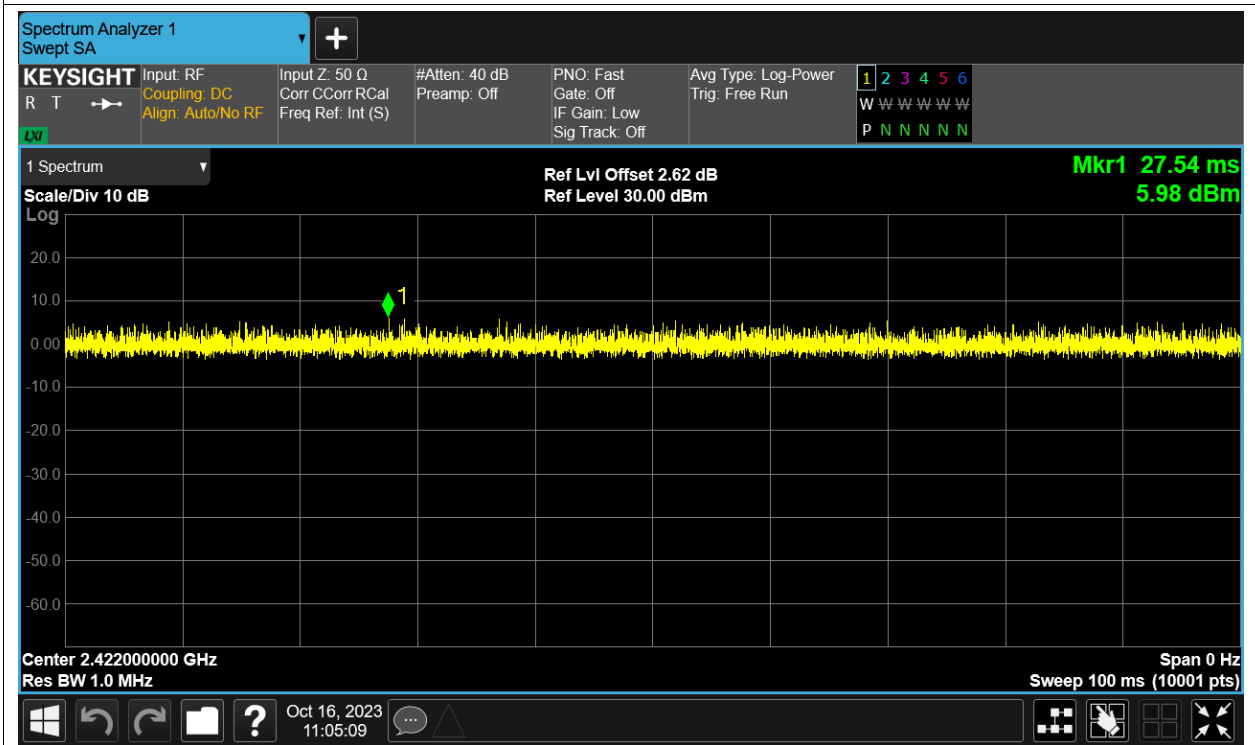 Spectrum Analyzer 1
Swept SA
KEYSIGHT
R T
LXI
Input: RF
Coupling: DC
Align: Auto/No RF
Input Z: 50 Ω
Corr CCorr RCal
Freq Ref: Int (S)
#Atten: 40 dB
Preamp: Off
PNO: Fast
Gate: Off
IF Gain: Low
Sig Track: Off
Avg Type: Log-Power
Trig: Free Run
1 2 3 4 5 6
W W W W W W
P N N N N N
1 Spectrum
Scale/Div 10 dB
Log
Ref Lvl Offset 2.62 dB
Ref Level 30.00 dBm
Mkr1 27.54 ms
5.98 dBm
20.0
10.0
1
0.00
-10.0
-20.0
-30.0
-40.0
-50.0
-60.0
Center 2.422000000 GHz
Res BW 1.0 MHz
Span 0 Hz
Sweep 100 ms (10001 pts)
?
Oct 16, 2023
11:05:09